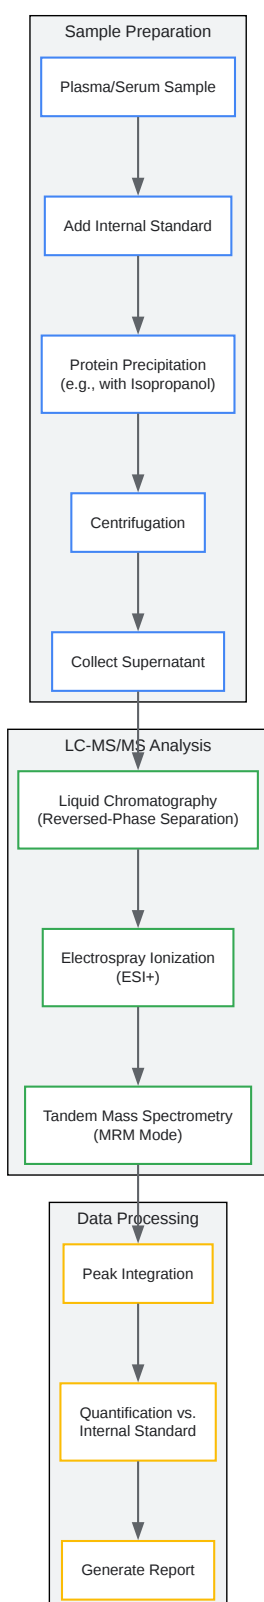 Sample Preparation
Plasma/Serum Sample
Add Internal Standard
Protein Precipitation
(e.g., with Isopropanol)
Centrifugation
Collect Supernatant
LC-MS/MS Analysis
Liquid Chromatography
(Reversed-Phase Separation)
Electrospray Ionization
(ESI+)
Tandem Mass Spectrometry
(MRM Mode)
Data Processing
Peak Integration
Quantification vs.
Internal Standard
Generate Report